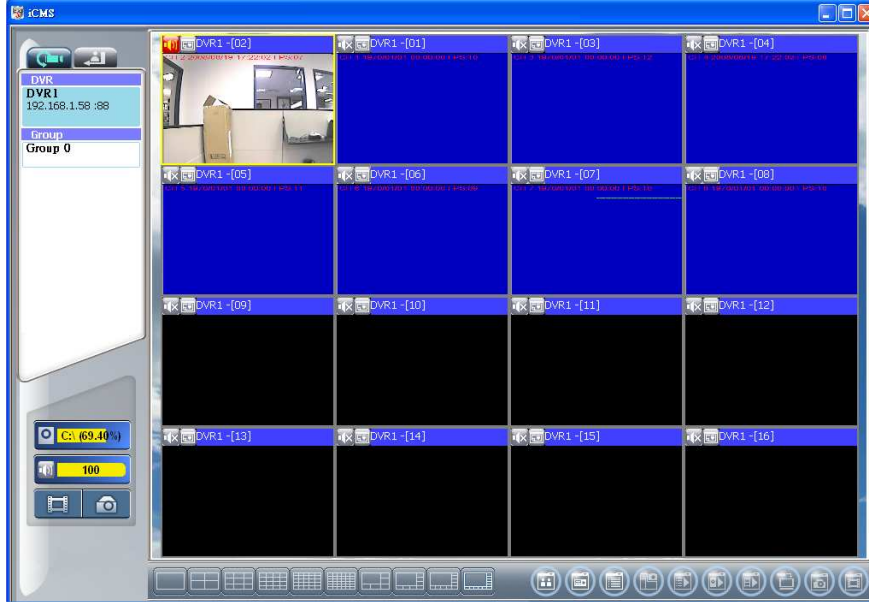 iCMS
DVR
DVR1
192.168.1.58 :88
Group
Group 0
C:\ (69.40%)
100
DVR1 -[02]
DVR1 -[01]
DVR1 -[03]
DVR1 -[04]
DVR1 -[05]
DVR1 -[06]
DVR1 -[07]
DVR1 -[08]
DVR1 -[09]
DVR1 -[10]
DVR1 -[11]
DVR1 -[12]
DVR1 -[13]
DVR1 -[14]
DVR1 -[15]
DVR1 -[16]